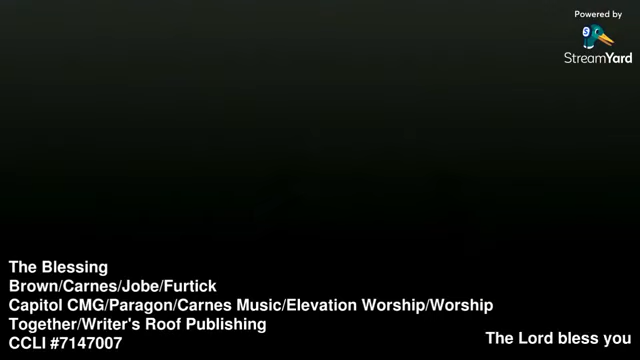 Powered by
StreamYard
The Blessing
Brown/Carnes/Jobe/Furtick
Capitol CMG/Paragon/Carnes Music/Elevation Worship/Worship
Together/Writer's Roof Publishing
CCLI #7147007
The Lord bless you